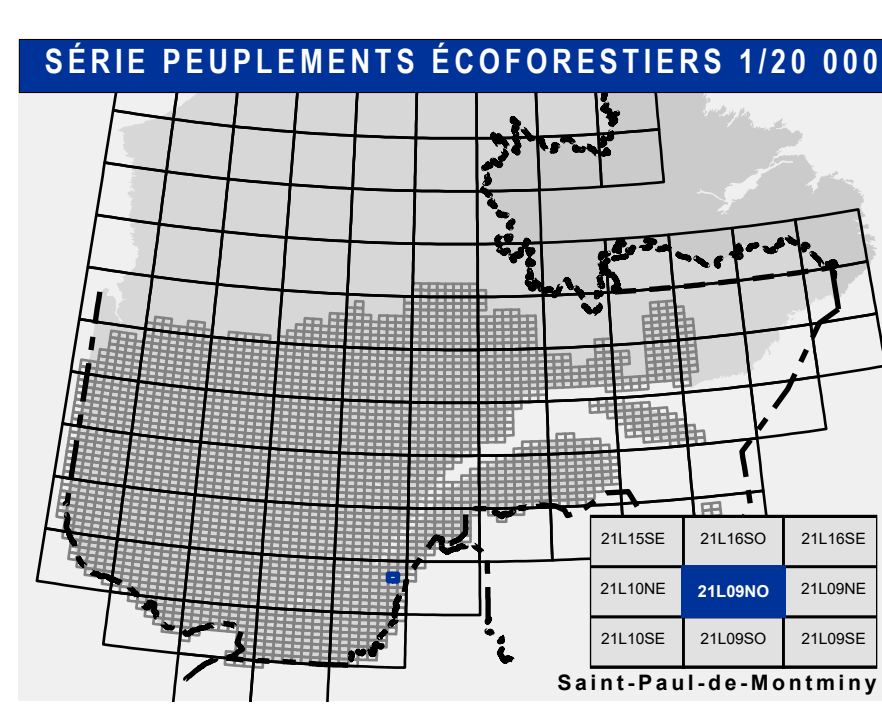 SÉRIE PEUPLEMENTS ÉCOFORESTIERS 1/20 000
21L15SE 21L16SO 21L16SE
21L10NE 21L09NO 21L09NE
21L10SE 21L09SO 21L09SE
Saint-Paul-de-Montminy